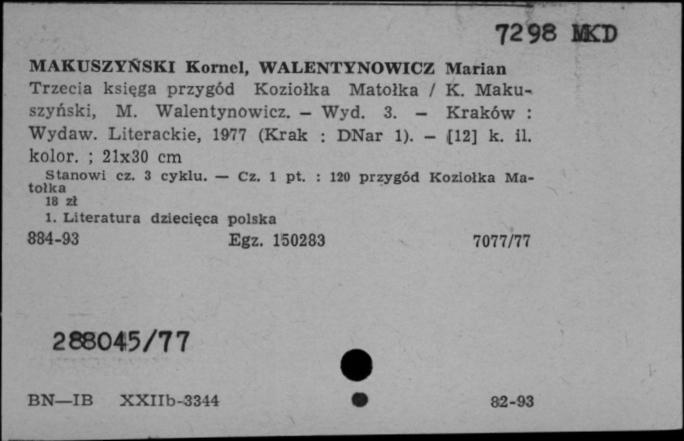 7298 MKD
MAKUSZYŃSKI Kornel, WALENTYNOWICZ Marian
Trzecia księga przygód Koziołka Matołka / K. Maku-
szyński, M. Walentynowicz. — Wyd. 3. — Kraków :
Wydaw. Literackie, 1977 (Krak : DNar 1). — [12] k. il.
kolor. ; 21x30 cm
Stanowi cz. 3 cyklu. — Cz. 1 pt. : 120 przygód Koziołka Ma-
tołka
18 zł
1. Literatura dziecięca polska
884-93 Egz. 150283 7077/77
288045/77
BN—IB XXIIb-3344 82-93